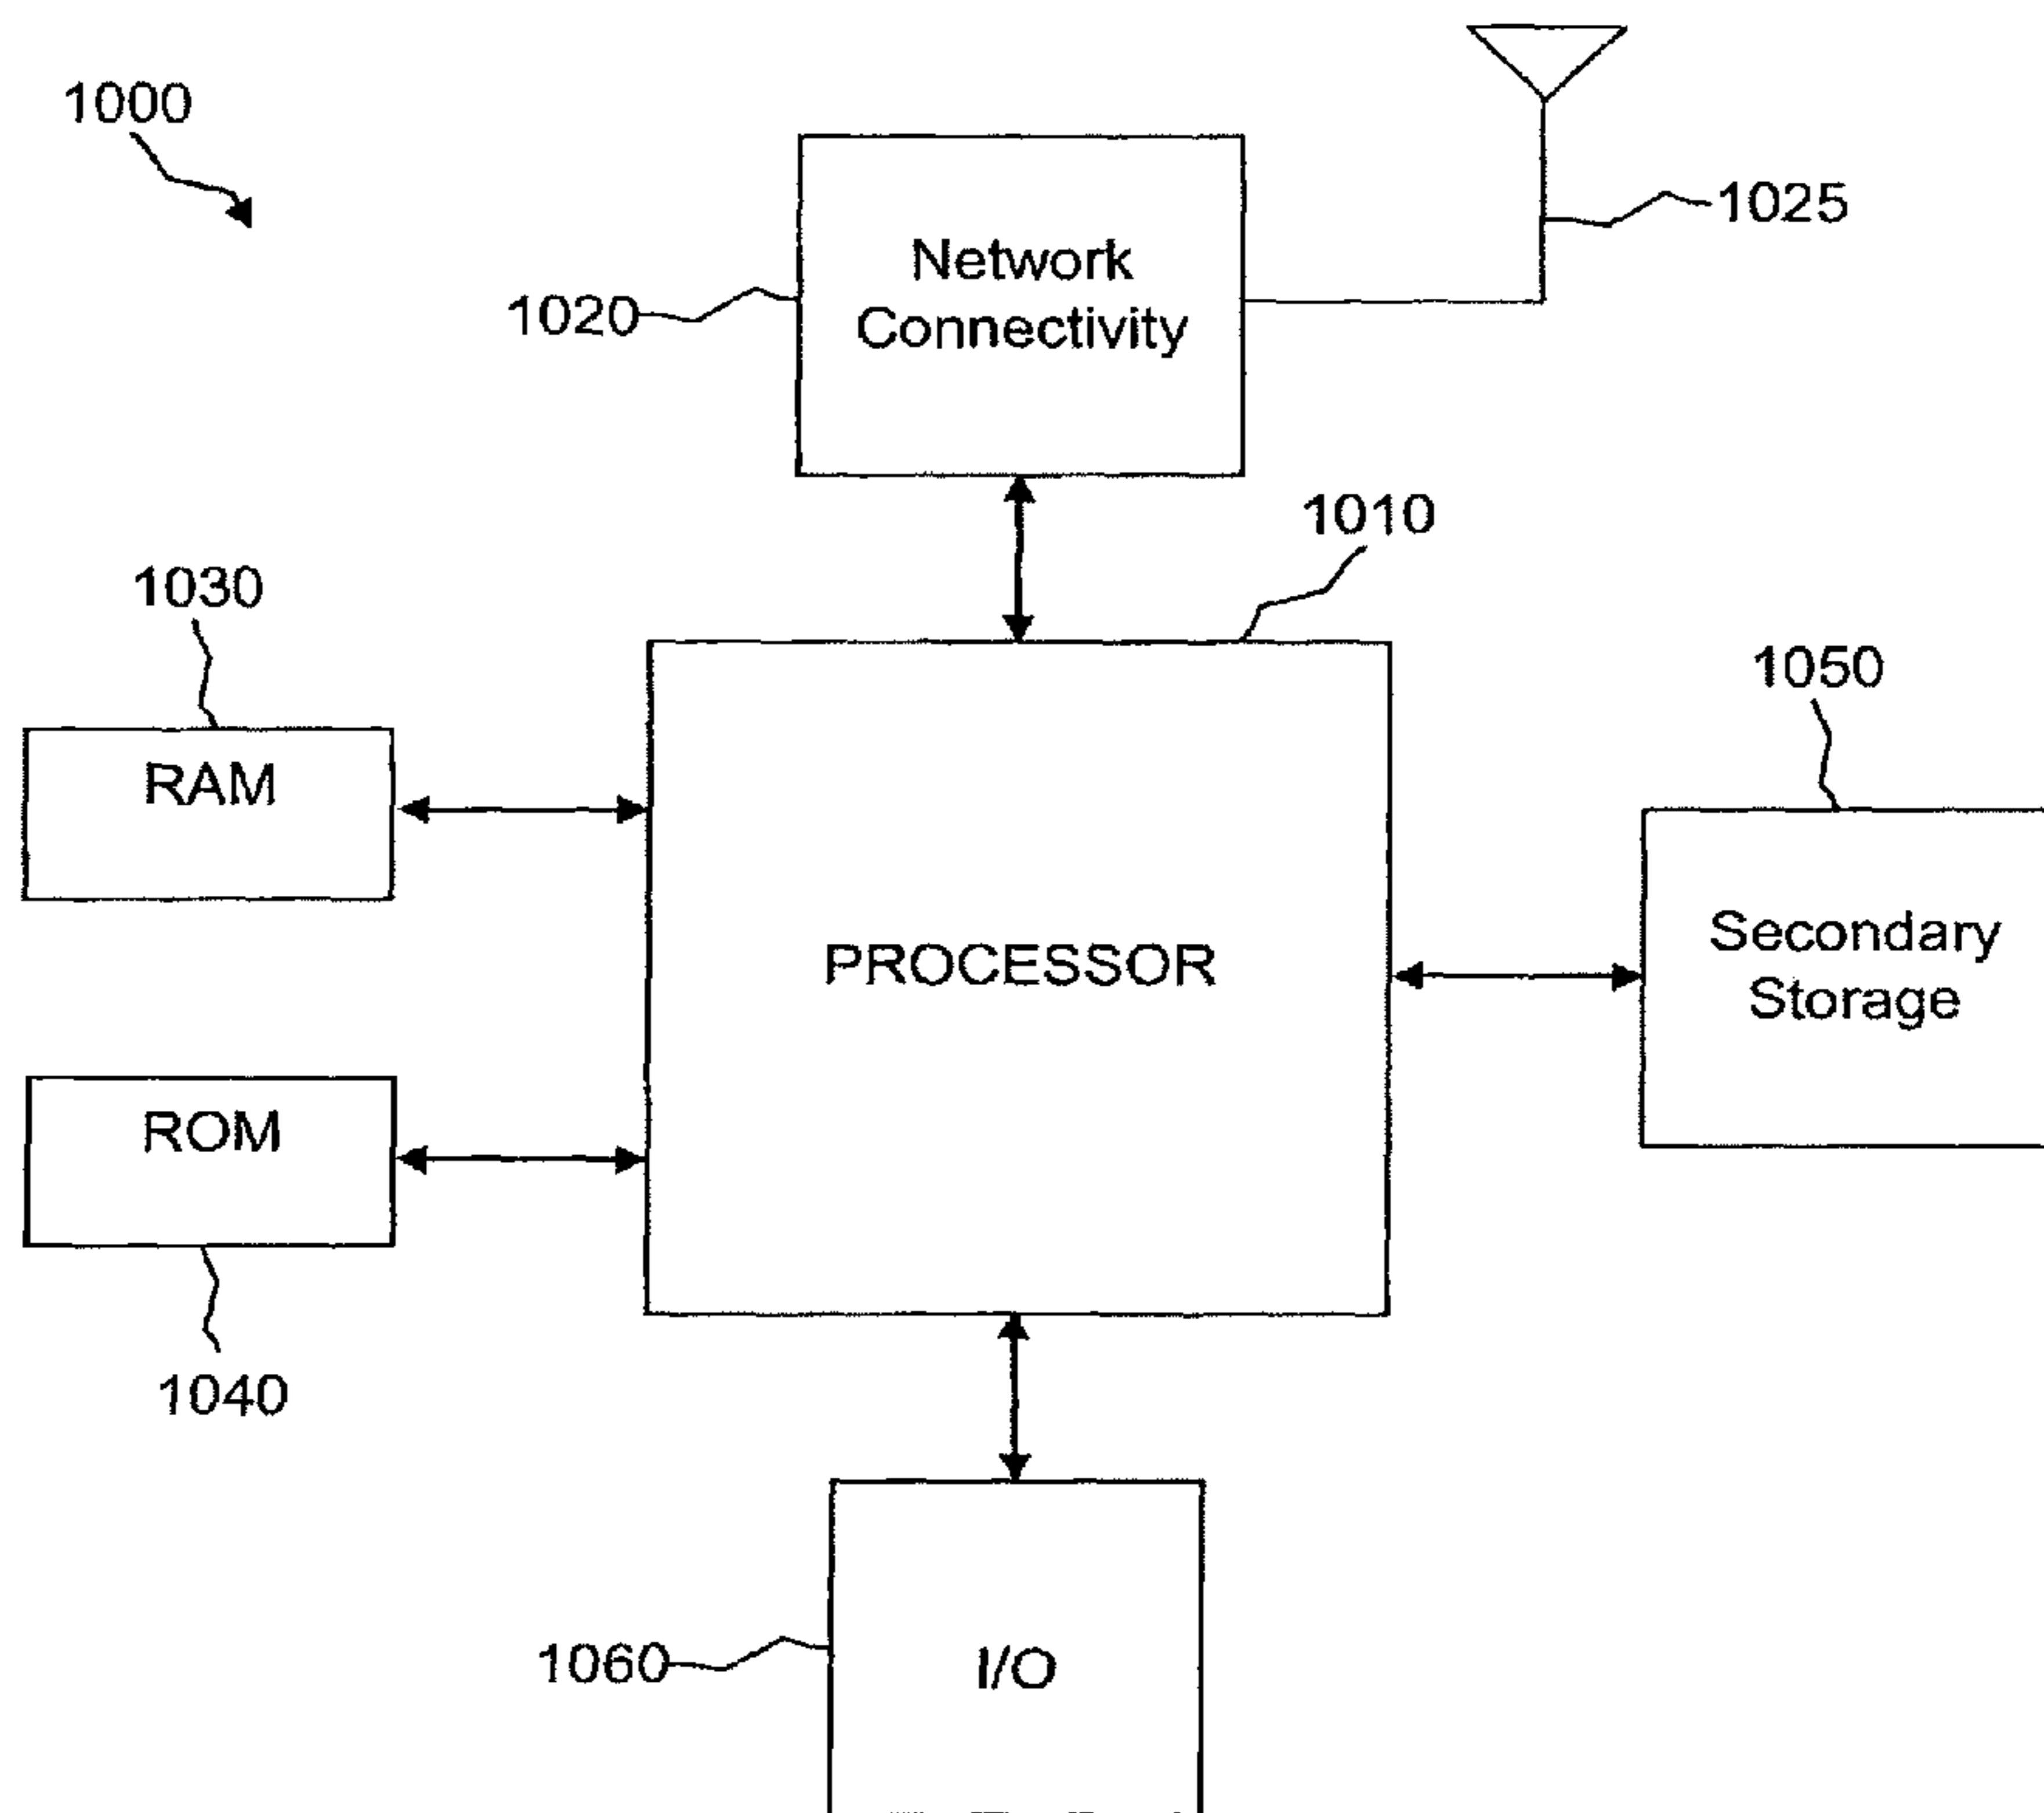 1000
1025
Network
Connectivity
1020
1010
1030
1050
RAM
PROCESSOR
Secondary
Storage
ROM
1040
1060
I/O